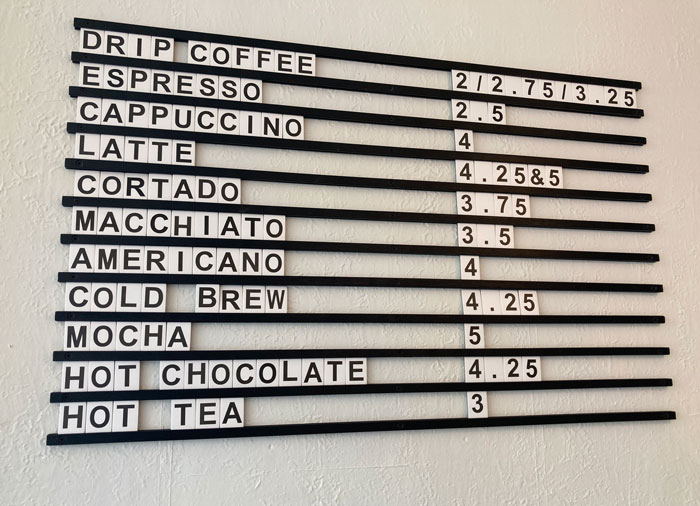 DRIP COFFEE 2/2.75/3.25
ESPRESSO 2.5
CAPPUCCINO 4
LATTE 4.25&5
CORTADO 3.75
MACCHIATO 3.5
AMERICANO 4
COLD BREW 4.25
MOCHA 5
HOT CHOCOLATE 4.25
HOT TEA 3